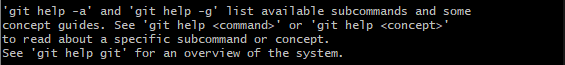 'git help -a' and 'git help -g' list available subcommands and some
concept guides. See 'git help <command>' or 'git help <concept>'
to read about a specific subcommand or concept.
See 'git help git' for an overview of the system.